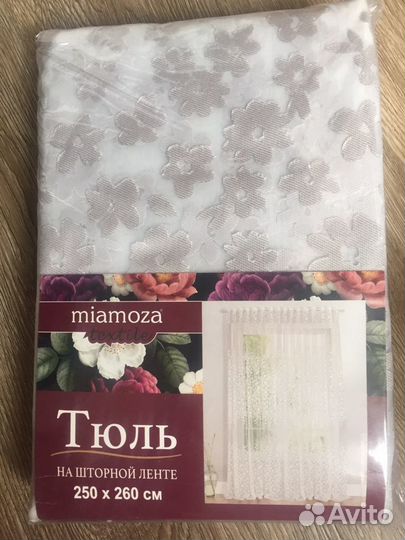 miamoza
textile
Тюль
НА ШТОРНОЙ ЛЕНТЕ
250 х 260 см
Avito